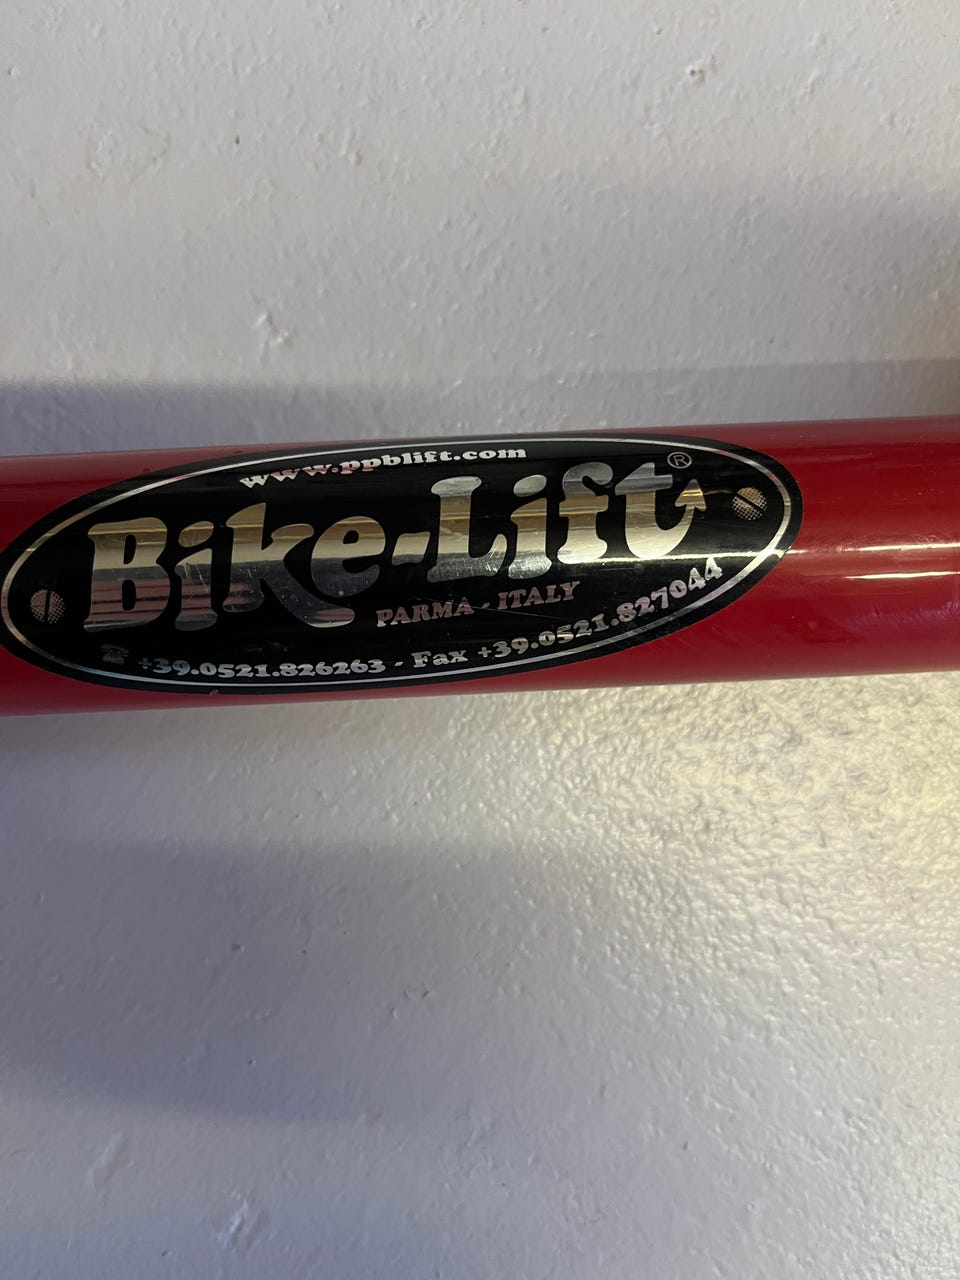 www.ppblift.com
Bike-Lift®
PARMA - ITALY
☎ +39.0521.826263 - Fax +39.0521.827044